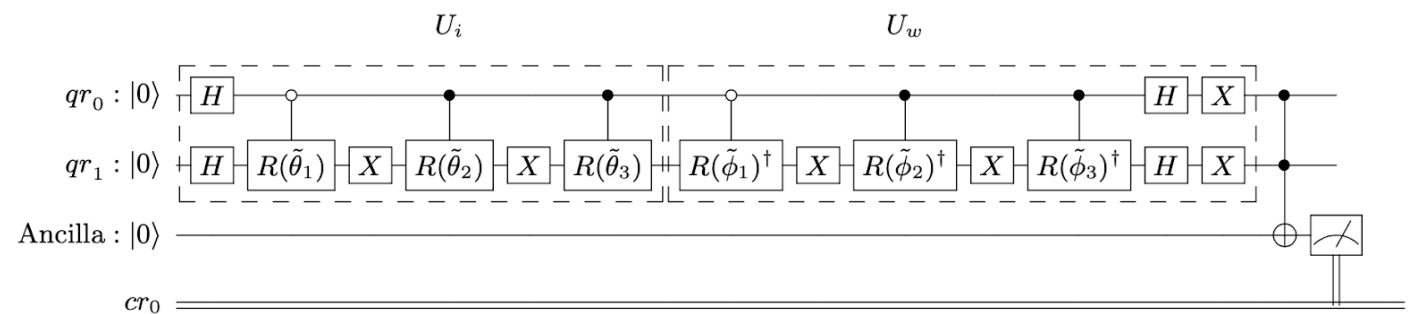 U_i U_w
qr_0 : |0⟩ H H X
qr_1 : |0⟩ H R(θ̃_1) X R(θ̃_2) X R(θ̃_3) R(ϕ̃_1)^† X R(ϕ̃_2)^† X R(ϕ̃_3)^† H X
Ancilla : |0⟩
cr_0